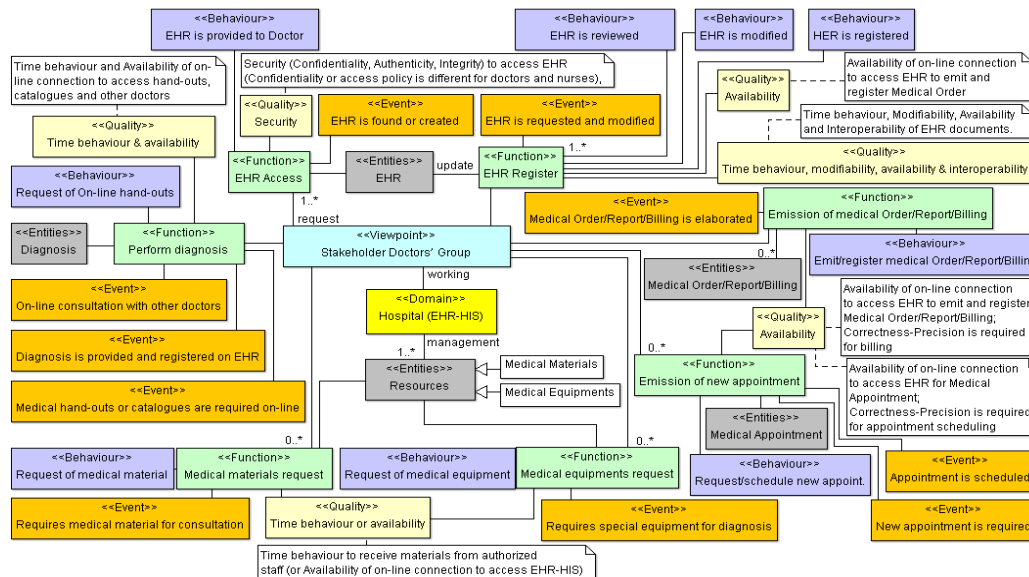 <<Behaviour>>
EHR is provided to Doctor
<<Behaviour>>
EHR is reviewed
<<Behaviour>>
EHR is modified
<<Behaviour>>
HER is registered
Time behaviour and Availability of on-
line connection to access hand-outs,
catalogues and other doctors
Security (Confidentiality, Authenticity, Integrity) to access EHR
(Confidentiality or access policy is different for doctors and nurses),
Availability of on-line connection
to access EHR to emit and
register Medical Order
<<Quality>>
Availability
<<Quality>>
Security
<<Event>>
EHR is found or created
<<Event>>
EHR is requested and modified
Time behaviour, Modifiability, Availability
and Interoperability of EHR documents.
<<Quality>>
Time behaviour & availability
1..*
<<Quality>>
Time behaviour, modifiability, availability & interoperability
<<Function>>
EHR Access
<<Entities>>
EHR
update
<<Function>>
EHR Register
<<Behaviour>>
Request of On-line hand-outs
1..*
request
<<Event>>
Medical Order/Report/Billing is elaborated
<<Function>>
Emission of medical Order/Report/Billing
<<Entities>>
Diagnosis
<<Function>>
Perform diagnosis
<<Viewpoint>>
Stakeholder Doctors' Group
0..*
<<Behaviour>>
Emit/register medical Order/Report/Billing
<<Entities>>
Medical Order/Report/Billing
working
<<Event>>
On-line consultation with other doctors
<<Domain>>
Hospital (EHR-HIS)
management
Availability of on-line connection
to access EHR to emit and register
Medical Order/Report/Billing;
Correctness-Precision is required
for billing
<<Quality>>
Availability
<<Event>>
Diagnosis is provided and registered on EHR
1..*
<<Entities>>
Resources
Medical Materials
Medical Equipments
0..*
<<Function>>
Emission of new appointment
Availability of on-line connection
to access EHR for Medical
Appointment;
Correctness-Precision is required
for appointment scheduling
<<Event>>
Medical hand-outs or catalogues are required on-line
<<Entities>>
Medical Appointment
0..*
0..*
<<Behaviour>>
Request of medical material
<<Function>>
Medical materials request
<<Behaviour>>
Request of medical equipment
<<Function>>
Medical equipments request
<<Behaviour>>
Request/schedule new appoint.
<<Event>>
Appointment is scheduled
<<Event>>
Requires medical material for consultation
<<Quality>>
Time behaviour or availability
<<Event>>
Requires special equipment for diagnosis
<<Event>>
New appointment is required
Time behaviour to receive materials from authorized
staff (or Availability of on-line connection to access EHR-HIS)